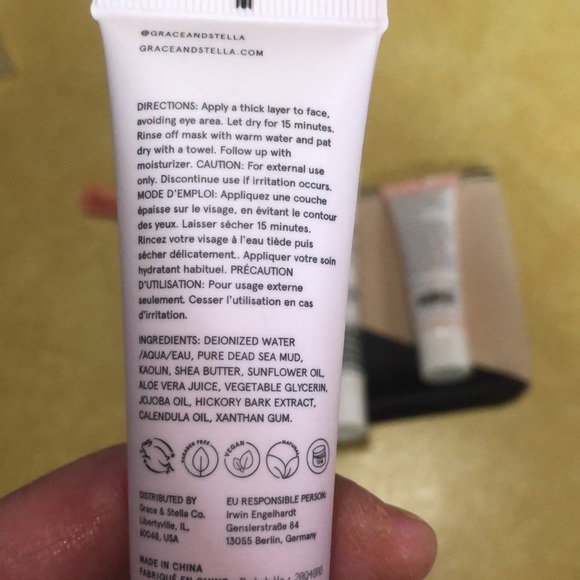 @GRACEANDSTELLA
GRACEANDSTELLA.COM
DIRECTIONS: Apply a thick layer to face,
avoiding eye area. Let dry for 15 minutes.
Rinse off mask with warm water and pat
dry with a towel. Follow up with
moisturizer. CAUTION: For external use
only. Discontinue use if irritation occurs.
MODE D'EMPLOI: Appliquez une couche
épaisse sur le visage, en évitant le contour
des yeux. Laisser sécher 15 minutes.
Rincez votre visage à l'eau tiède puis
sécher délicatement.. Appliquer votre soin
hydratant habituel. PRÉCAUTION
D'UTILISATION: Pour usage externe
seulement. Cesser l'utilisation en cas
d'irritation.
INGREDIENTS: DEIONIZED WATER
/AQUA/EAU, PURE DEAD SEA MUD,
KAOLIN, SHEA BUTTER, SUNFLOWER OIL,
ALOE VERA JUICE, VEGETABLE GLYCERIN,
JOJOBA OIL, HICKORY BARK EXTRACT,
CALENDULA OIL, XANTHAN GUM.
PARABEN FREE VEGAN NATURAL 12M
DISTRIBUTED BY
Grace & Stella Co.
Libertyville, IL,
60048, USA
EU RESPONSIBLE PERSON:
Irwin Engelhardt
Genslerstraße 84
13055 Berlin, Germany
MADE IN CHINA